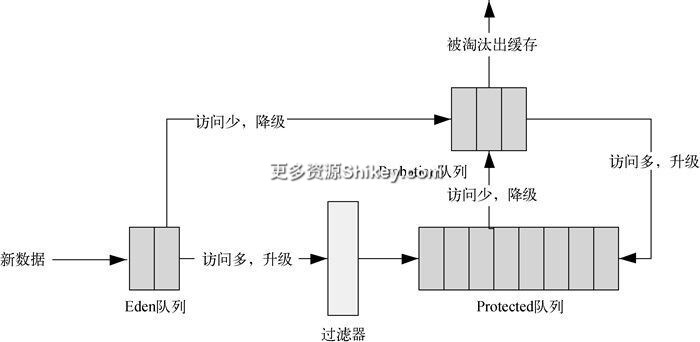 被淘汰出缓存
访问少，降级
Probation队列
访问多，升级
更多资源Shikey.com
访问少，降级
新数据
访问多，升级
Eden队列
Protected队列
过滤器